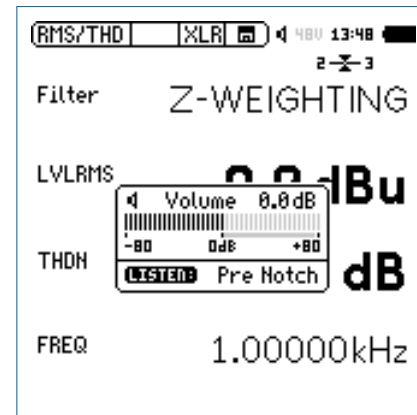 RMS/THD XLR 48V 13:48
2 3
Filter Z-WEIGHTING
LVLRMS dBu
Volume 0.0dB
-80 0dB +80
LISTEN: Pre Notch
THDN dB
FREQ 1.00000kHz